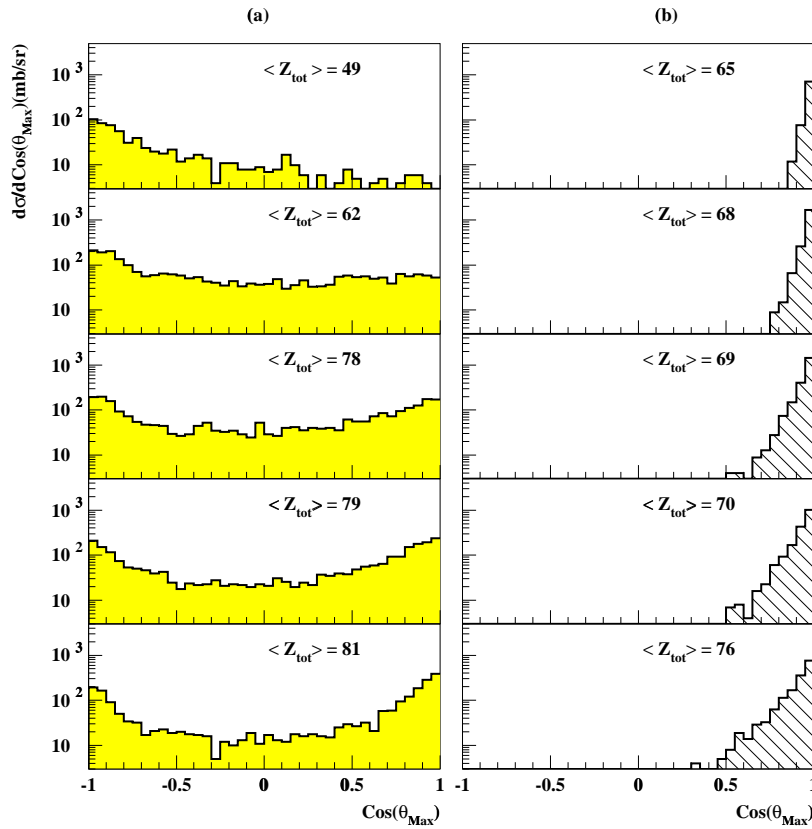 (a) (b)
dσ/dCos(θMax)(mb/sr)
< Ztot > = 49
< Ztot > = 65
10³
10²
10
< Ztot > = 62
< Ztot > = 68
10³
10²
10
< Ztot > = 78
< Ztot > = 69
10³
10²
10
< Ztot > = 79
< Ztot > = 70
10³
10²
10
< Ztot > = 81
< Ztot > = 76
10³
10²
10
-1 -0.5 0 0.5 1 -1 -0.5 0 0.5 1
Cos(θMax) Cos(θMax)